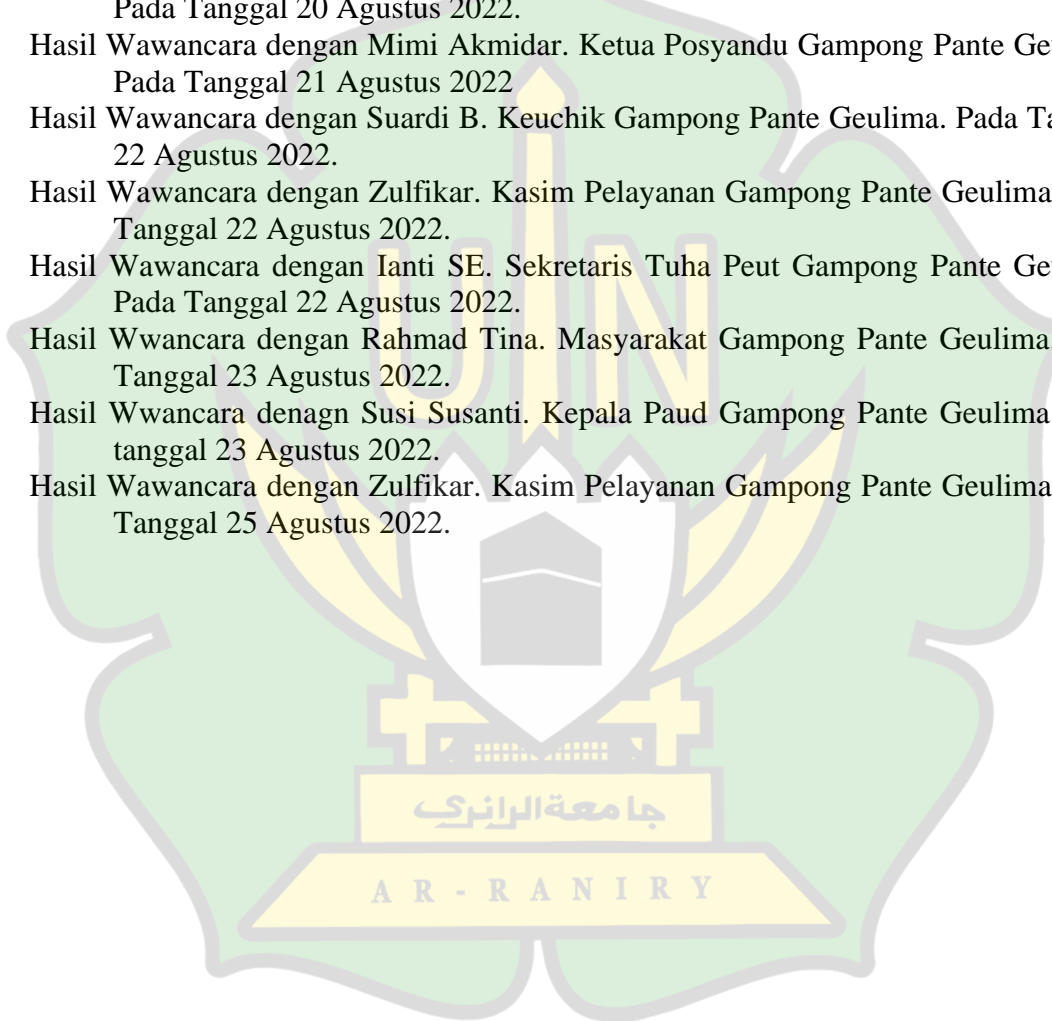 Pada Tanggal 20 Agustus 2022.
Hasil Wawancara dengan Mimi Akmidar. Ketua Posyandu Gampong Pante
Pada Tanggal 21 Agustus 2022
Hasil Wawancara dengan Suardi B. Keuchik Gampong Pante Geulima. Pada
22 Agustus 2022.
Hasil Wawancara dengan Zulfikar. Kasim Pelayanan Gampong Pante Geulima
Tanggal 22 Agustus 2022.
Hasil Wawancara dengan Ianti SE. Sekretaris Tuha Peut Gampong Pante
Pada Tanggal 22 Agustus 2022.
Hasil Wwancara dengan Rahmad Tina. Masyarakat Gampong Pante Geulima.
Tanggal 23 Agustus 2022.
Hasil Wwancara denagn Susi Susanti. Kepala Paud Gampong Pante Geulima
tanggal 23 Agustus 2022.
Hasil Wawancara dengan Zulfikar. Kasim Pelayanan Gampong Pante Geulima
Tanggal 25 Agustus 2022.
UIN
جامعة الرانري
AR-RANIRY